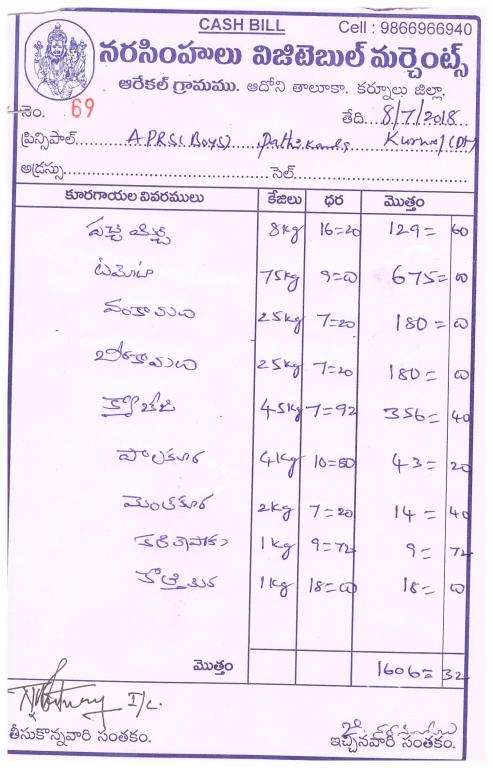 CASH BILL
Cell : 9866966940
నరసింహులు విజిటెబుల్ మర్చెంట్స్
ఆరేకల్ గ్రామము. ఆదోని తాలూకా. కర్నూలు జిల్లా.
నెం. 69
తేది. 8/7/2018
ప్రిన్సిపాల్ APRS(Boys) Kurnool(Dt)
అడ్రస్సు సెల్
కూరగాయల వివరములు కేజీలు ధర మొత్తం
పచ్చి మిర్చి 8kg 16=20 129= 60
టమోటా 75kg 9=00 675= 00
వంకాయలు 25kg 7=20 180= 00
బీరకాయలు 25kg 7=20 180= 00
క్యాబేజి 45kg 7=92 356= 40
పాలకూర 4kg 10=80 43= 20
మెంతికూర 2kg 7=20 14= 40
కరివేపాకు 1kg 9=72 9= 72
కొత్తిమీర 1kg 18=00 18= 00
మొత్తం 1606= 32
I/c.
తీసుకొన్నవారి సంతకం. ఇచ్చినవారి సంతకం.